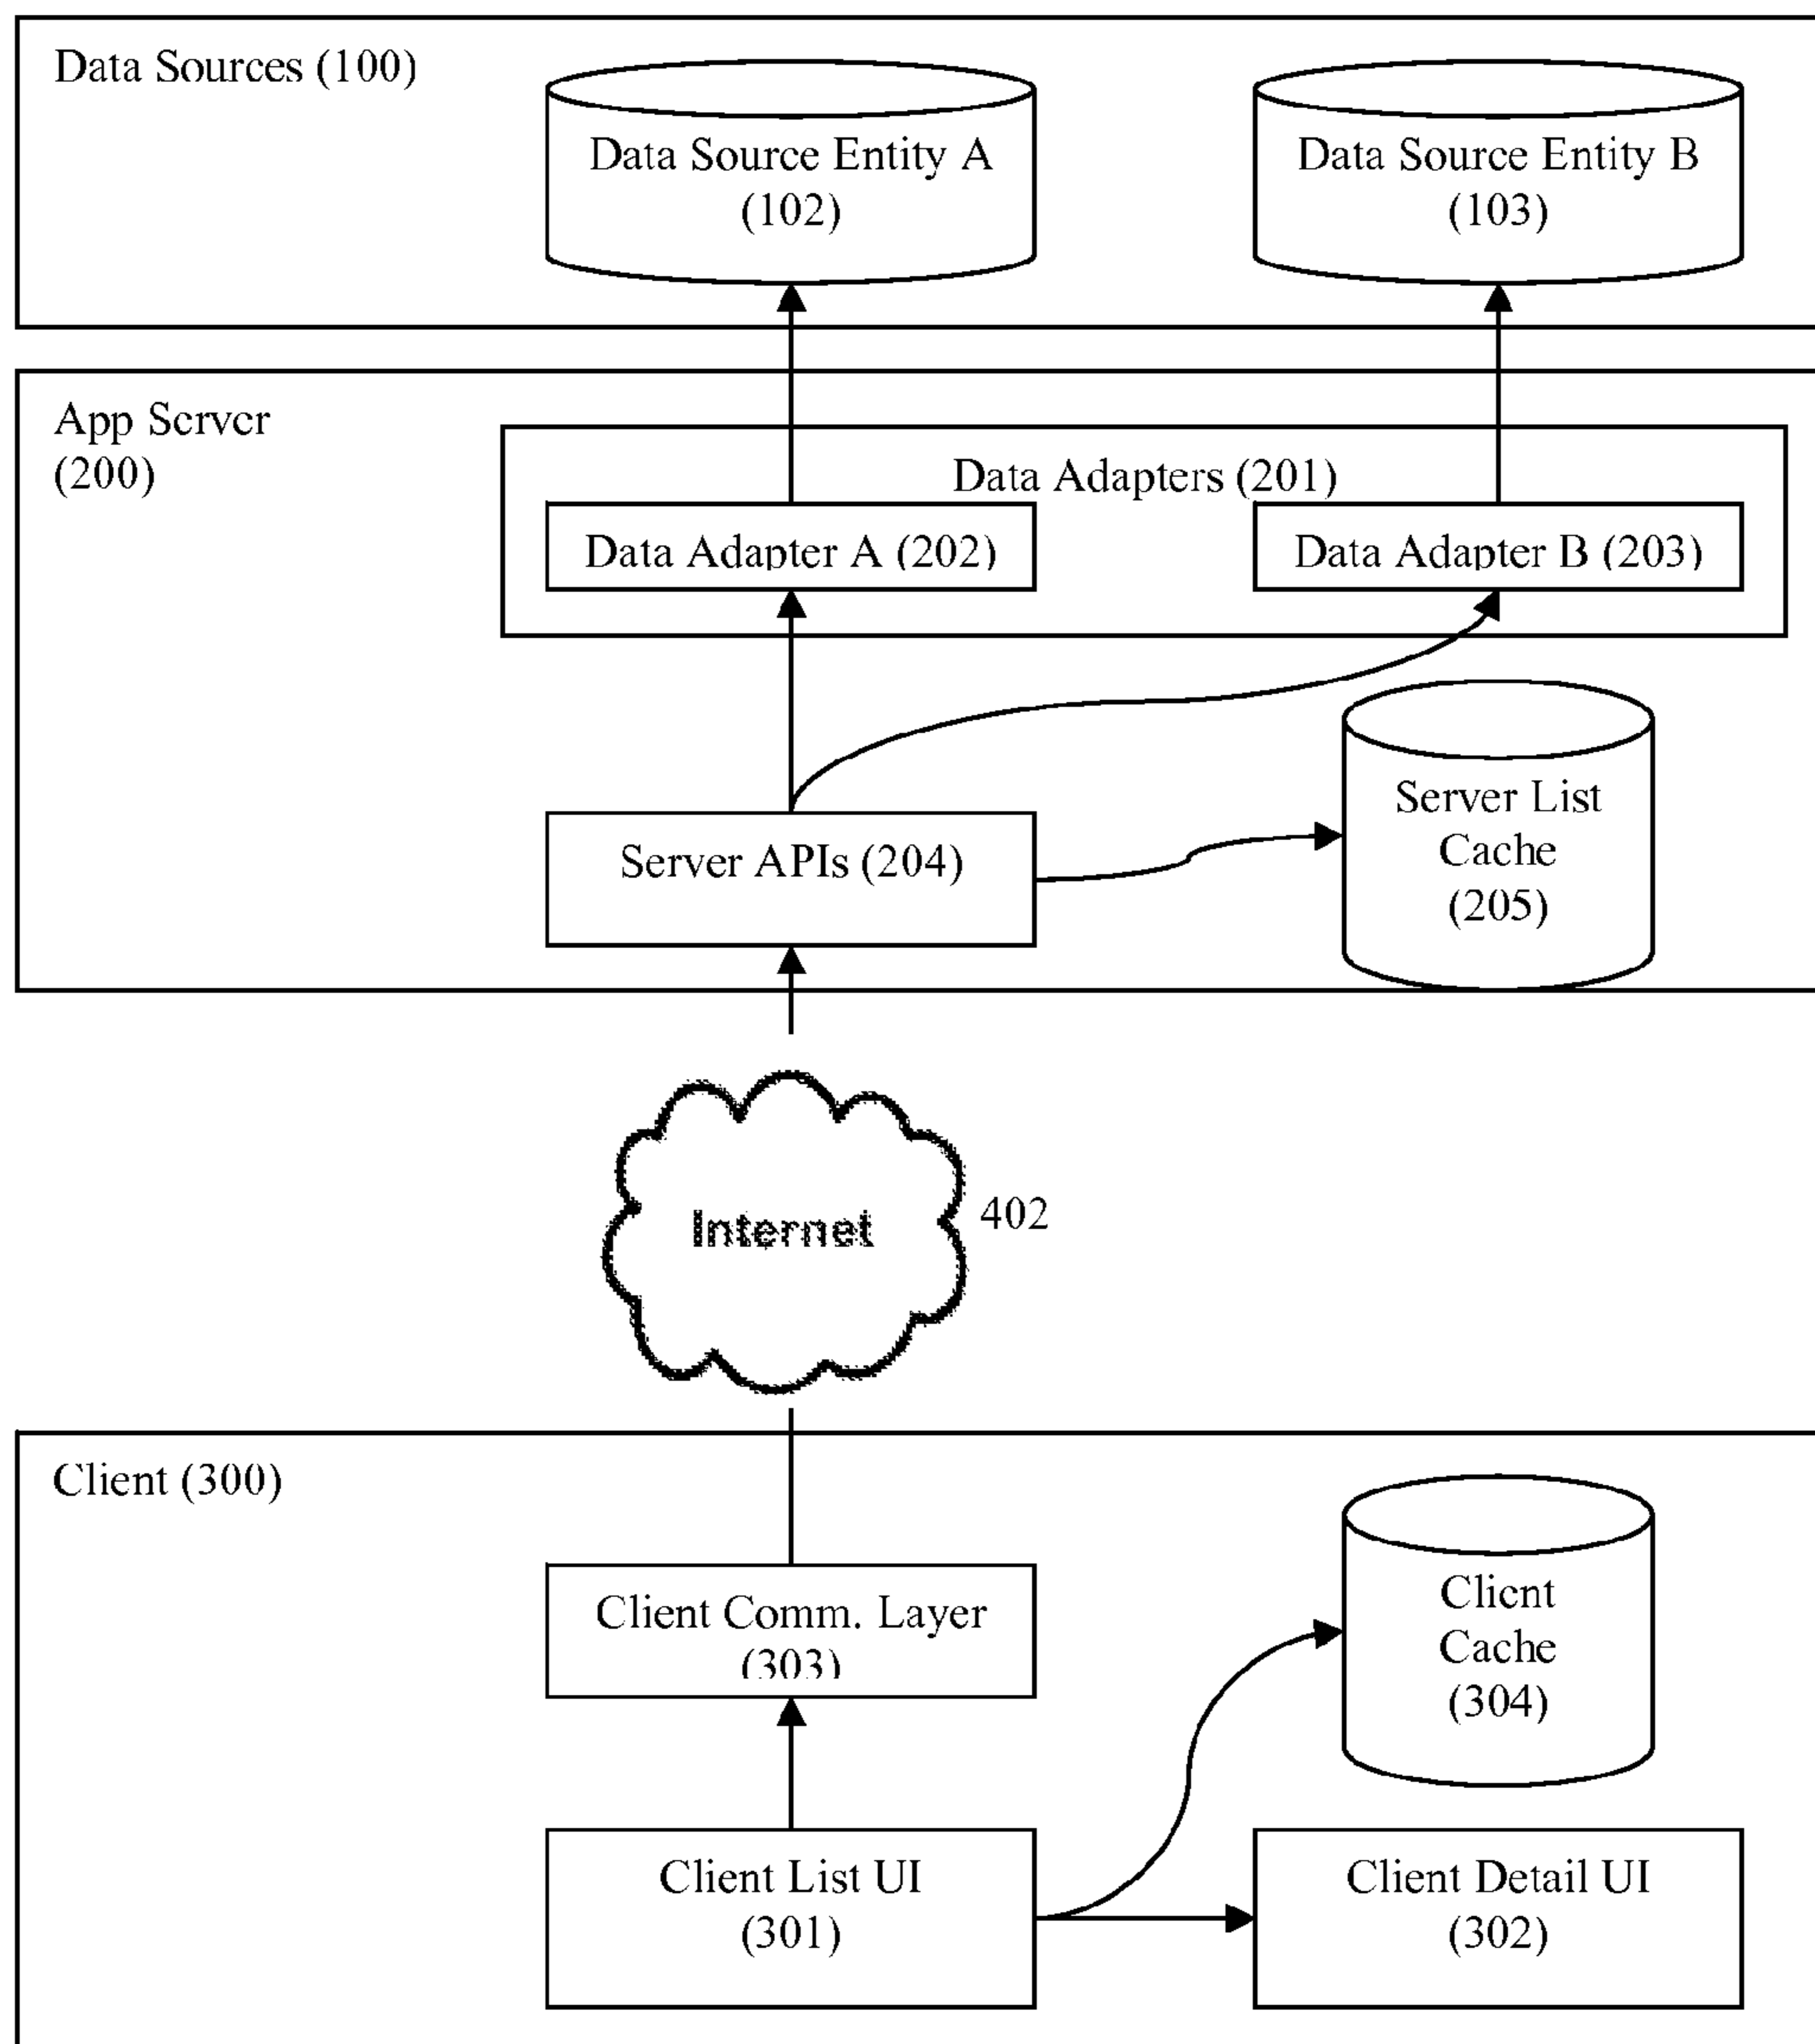 Data Sources (100)
Data Source Entity A
(102)
Data Source Entity B
(103)
App Server
(200)
Data Adapters (201)
Data Adapter A (202)
Data Adapter B (203)
Server APIs (204)
Server List
Cache
(205)
Internet
402
Client (300)
Client Comm. Layer
(303)
Client
Cache
(304)
Client List UI
(301)
Client Detail UI
(302)